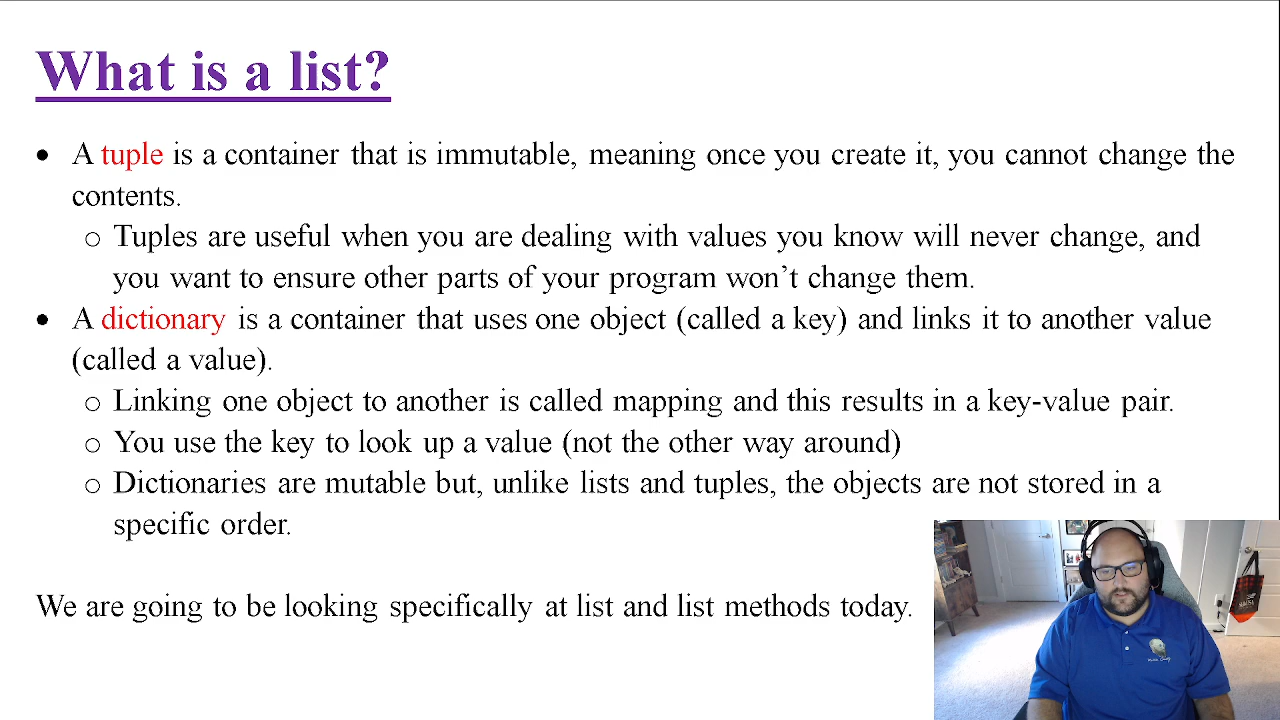 What is a list?
• A tuple is a container that is immutable, meaning once you create it, you cannot change the
contents.
o Tuples are useful when you are dealing with values you know will never change, and
you want to ensure other parts of your program won’t change them.
• A dictionary is a container that uses one object (called a key) and links it to another value
(called a value).
o Linking one object to another is called mapping and this results in a key-value pair.
o You use the key to look up a value (not the other way around)
o Dictionaries are mutable but, unlike lists and tuples, the objects are not stored in a
specific order.
We are going to be looking specifically at list and list methods today.